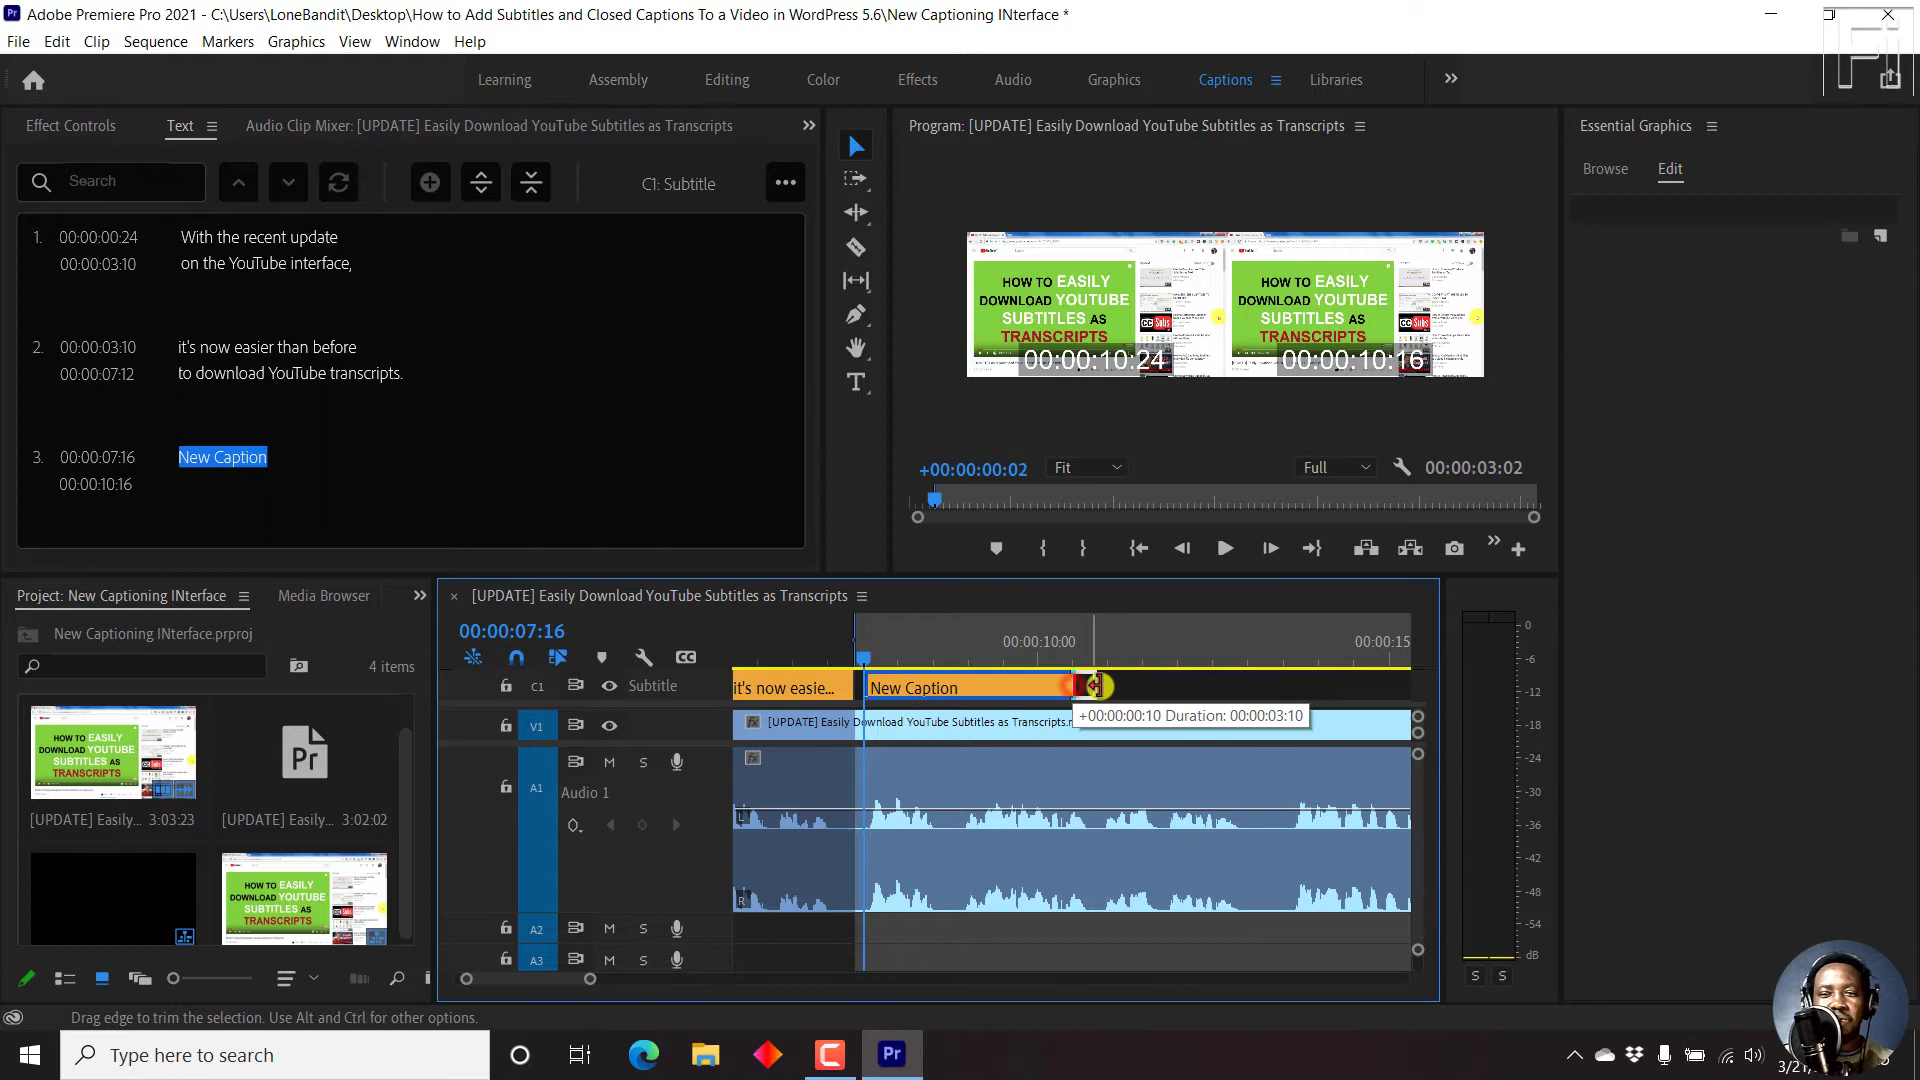 Adobe Premiere Pro 2021 - C:\Users\LoneBandit\Desktop\How to Add Subtitles and Closed Captions To a Video in WordPress 5.6\New Captioning INterface *
File Edit Clip Sequence Markers Graphics View Window Help
Learning Assembly Editing Color Effects Audio Graphics Captions Libraries
Effect Controls Text Audio Clip Mixer: [UPDATE] Easily Download YouTube Subtitles as Transcripts
Program: [UPDATE] Easily Download YouTube Subtitles as Transcripts
Essential Graphics
Browse Edit
Search
C1: Subtitle
1. 00:00:00:24 With the recent update
00:00:03:10 on the YouTube interface,
2. 00:00:03:10 it's now easier than before
00:00:07:12 to download YouTube transcripts.
3. 00:00:07:16 New Caption
00:00:10:16
HOW TO EASILY
DOWNLOAD YOUTUBE
SUBTITLES AS
TRANSCRIPTS
00:00:10:24
HOW TO EASILY
DOWNLOAD YOUTUBE
SUBTITLES AS
TRANSCRIPTS
00:00:10:16
+00:00:00:02 Fit Full 00:00:03:02
Project: New Captioning INterface Media Browser
New Captioning INterface.prproj
4 items
HOW TO EASILY
DOWNLOAD YOUTUBE
SUBTITLES AS
TRANSCRIPTS
Pr
[UPDATE] Easily... 3:03:23
[UPDATE] Easily... 3:02:02
HOW TO EASILY
DOWNLOAD YOUTUBE
SUBTITLES AS
TRANSCRIPTS
× [UPDATE] Easily Download YouTube Subtitles as Transcripts
00:00:07:16
00:00:10:00 00:00:15
C1 Subtitle it's now easie... New Caption
+00:00:00:10 Duration: 00:00:03:10
V1 fx [UPDATE] Easily Download YouTube Subtitles as Transcripts.
A1 M S fx
Audio 1
L
R
A2 M S
A3 M S
0
-6
-12
-18
-24
-30
-36
-42
-48
-54
dB
S S
Drag edge to trim the selection. Use Alt and Ctrl for other options.
Type here to search
Pr